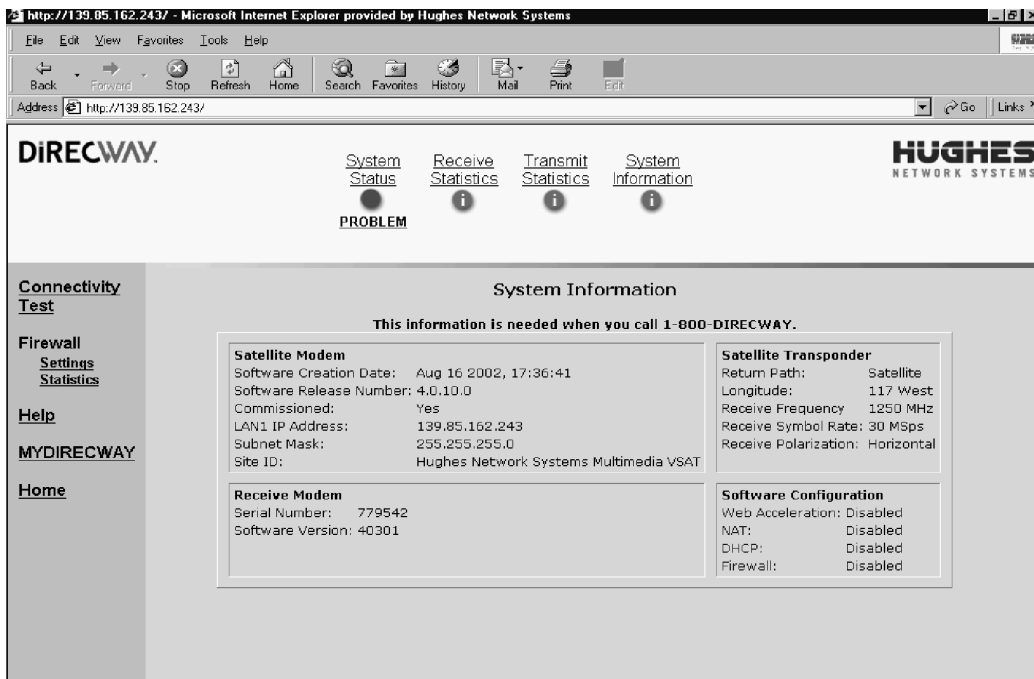 http://139.85.162.243/ - Microsoft Internet Explorer provided by Hughes Network Systems
File Edit View Favorites Tools Help
Back Forward Stop Refresh Home Search Favorites History Mail Print Edit
Address http://139.85.162.243/ Go Links
DiRECWAY.
System Status
Receive Statistics
Transmit Statistics
System Information
PROBLEM
HUGHES
NETWORK SYSTEMS
Connectivity
Test
Firewall
Settings
Statistics
Help
MYDIRECWAY
Home
System Information
This information is needed when you call 1-800-DIRECWAY.
Satellite Modem
Software Creation Date: Aug 16 2002, 17:36:41
Software Release Number: 4.0.10.0
Commissioned: Yes
LAN1 IP Address: 139.85.162.243
Subnet Mask: 255.255.255.0
Site ID: Hughes Network Systems Multimedia VSAT
Satellite Transponder
Return Path: Satellite
Longitude: 117 West
Receive Frequency 1250 MHz
Receive Symbol Rate: 30 MSps
Receive Polarization: Horizontal
Receive Modem
Serial Number: 779542
Software Version: 40301
Software Configuration
Web Acceleration: Disabled
NAT: Disabled
DHCP: Disabled
Firewall: Disabled